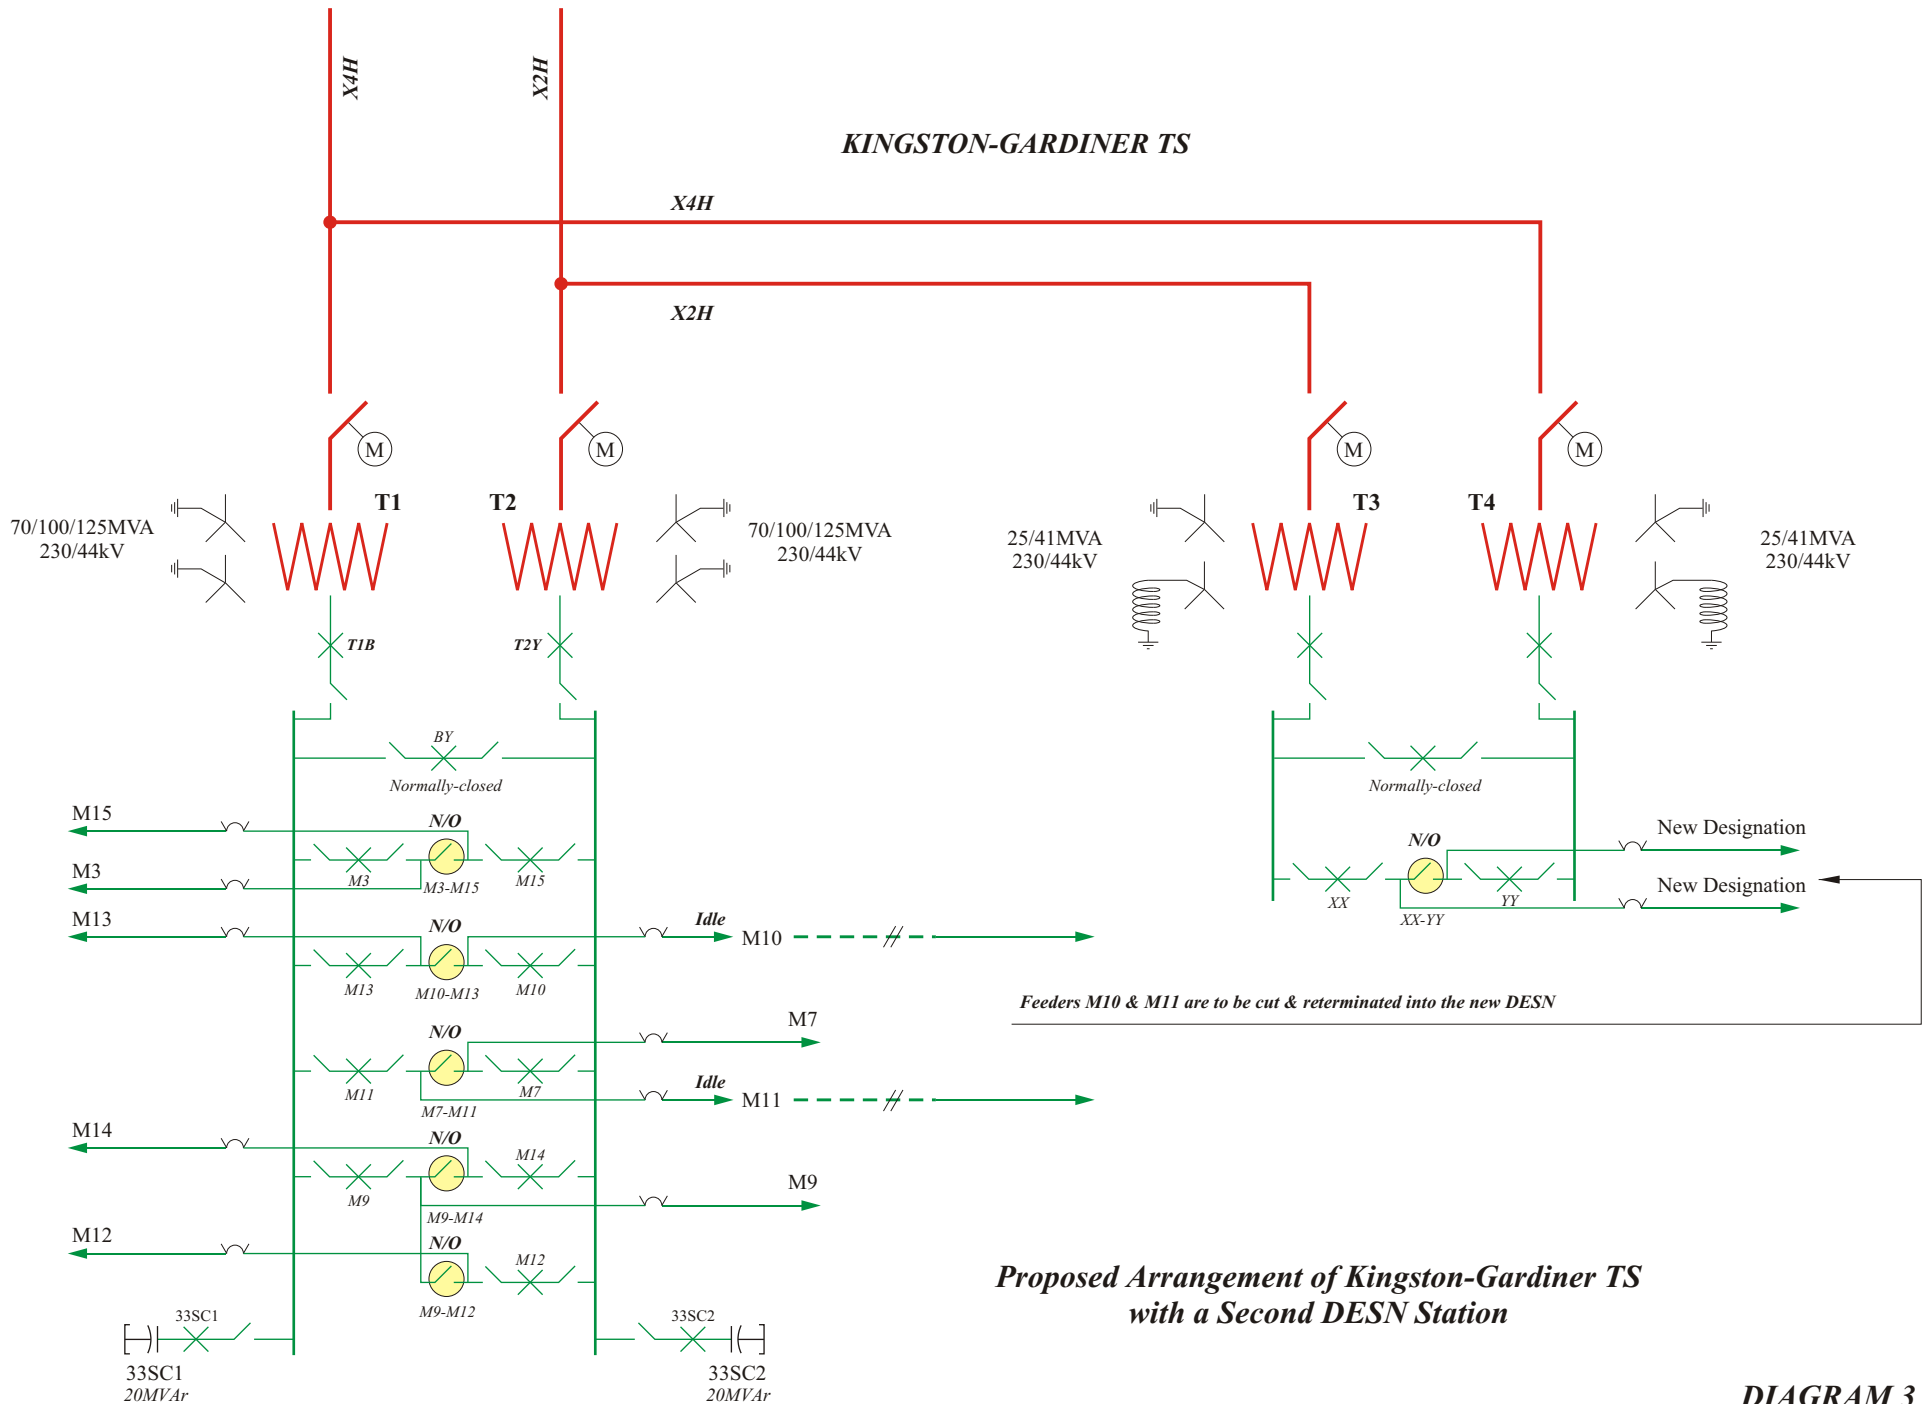 X4H
X2H
KINGSTON-GARDINER TS
X4H
X2H
M
M
M
M
T1
T2
T3
T4
70/100/125MVA
230/44kV
70/100/125MVA
230/44kV
25/41MVA
230/44kV
25/41MVA
230/44kV
T1B
T2Y
BY
Normally-closed
Normally-closed
M15
N/O
M3
M3
M3-M15
M15
New Designation
N/O
New Designation
XX
XX-YY
YY
M13
N/O
Idle
M10
M13
M10-M13
M10
Feeders M10 & M11 are to be cut & reterminated into the new DESN
N/O
M7
M11
M7-M11
M7
Idle
M11
M14
N/O
M14
M9
M9
M9-M14
M12
N/O
M12
M9-M12
Proposed Arrangement of Kingston-Gardiner TS
with a Second DESN Station
33SC1
33SC2
33SC1
20MVAr
33SC2
20MVAr
DIAGRAM 3